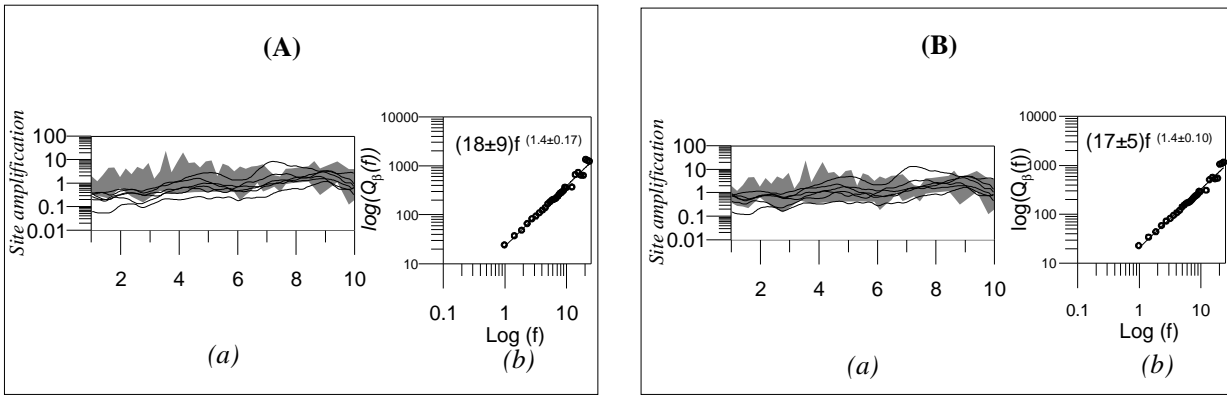 (A)
Site amplification
100
10
1
0.1
0.01
2 4 6 8 10
(a)
log(Qβ(f))
10000
1000
100
10
(18±9)f (1.4±0.17)
0.1 1 10
Log (f)
(b)
(B)
Site amplification
100
10
1
0.1
0.01
2 4 6 8 10
(a)
log(Qβ(f))
10000
1000
100
10
(17±5)f (1.4±0.10)
0.1 1 10
Log (f)
(b)